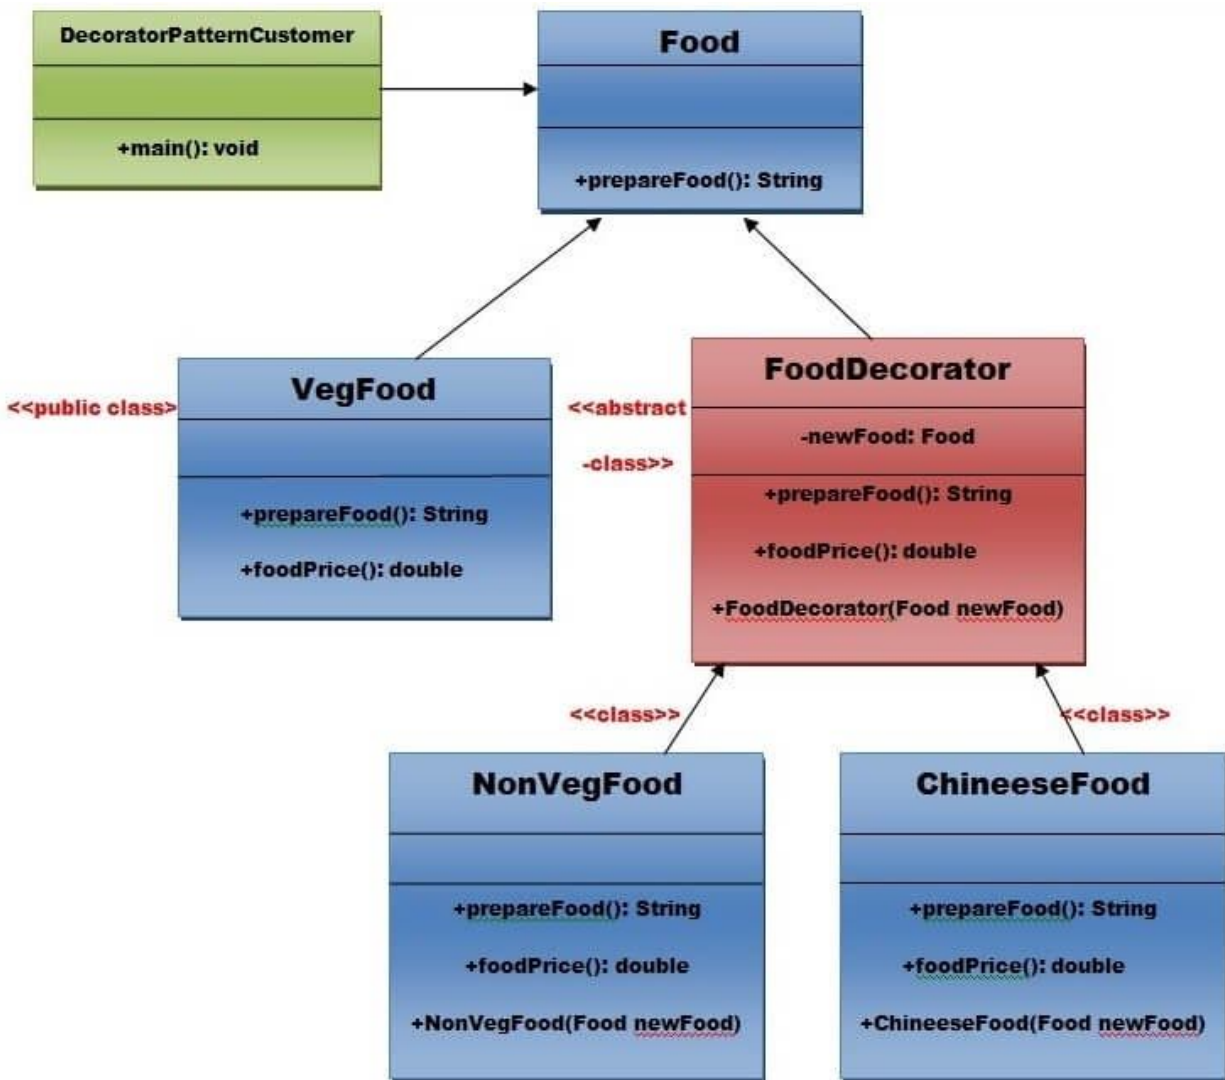 DecoratorPatternCustomer
+main(): void
Food
+prepareFood(): String
<<public class>
VegFood
+prepareFood(): String
+foodPrice(): double
<<abstract
-class>>
FoodDecorator
-newFood: Food
+prepareFood(): String
+foodPrice(): double
+FoodDecorator(Food newFood)
<<class>>
<<class>>
NonVegFood
+prepareFood(): String
+foodPrice(): double
+NonVegFood(Food newFood)
ChineeseFood
+prepareFood(): String
+foodPrice(): double
+ChineeseFood(Food newFood)